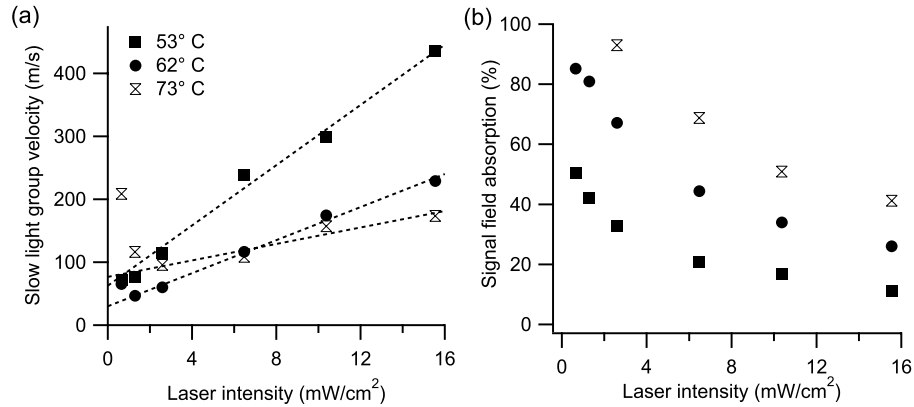 (a)
Slow light group velocity (m/s)
400
300
200
100
0
53° C
62° C
73° C
0 4 8 12 16
Laser intensity (mW/cm²)
(b)
Signal field absorption (%)
100
80
60
40
20
0
0 4 8 12 16
Laser intensity (mW/cm²)